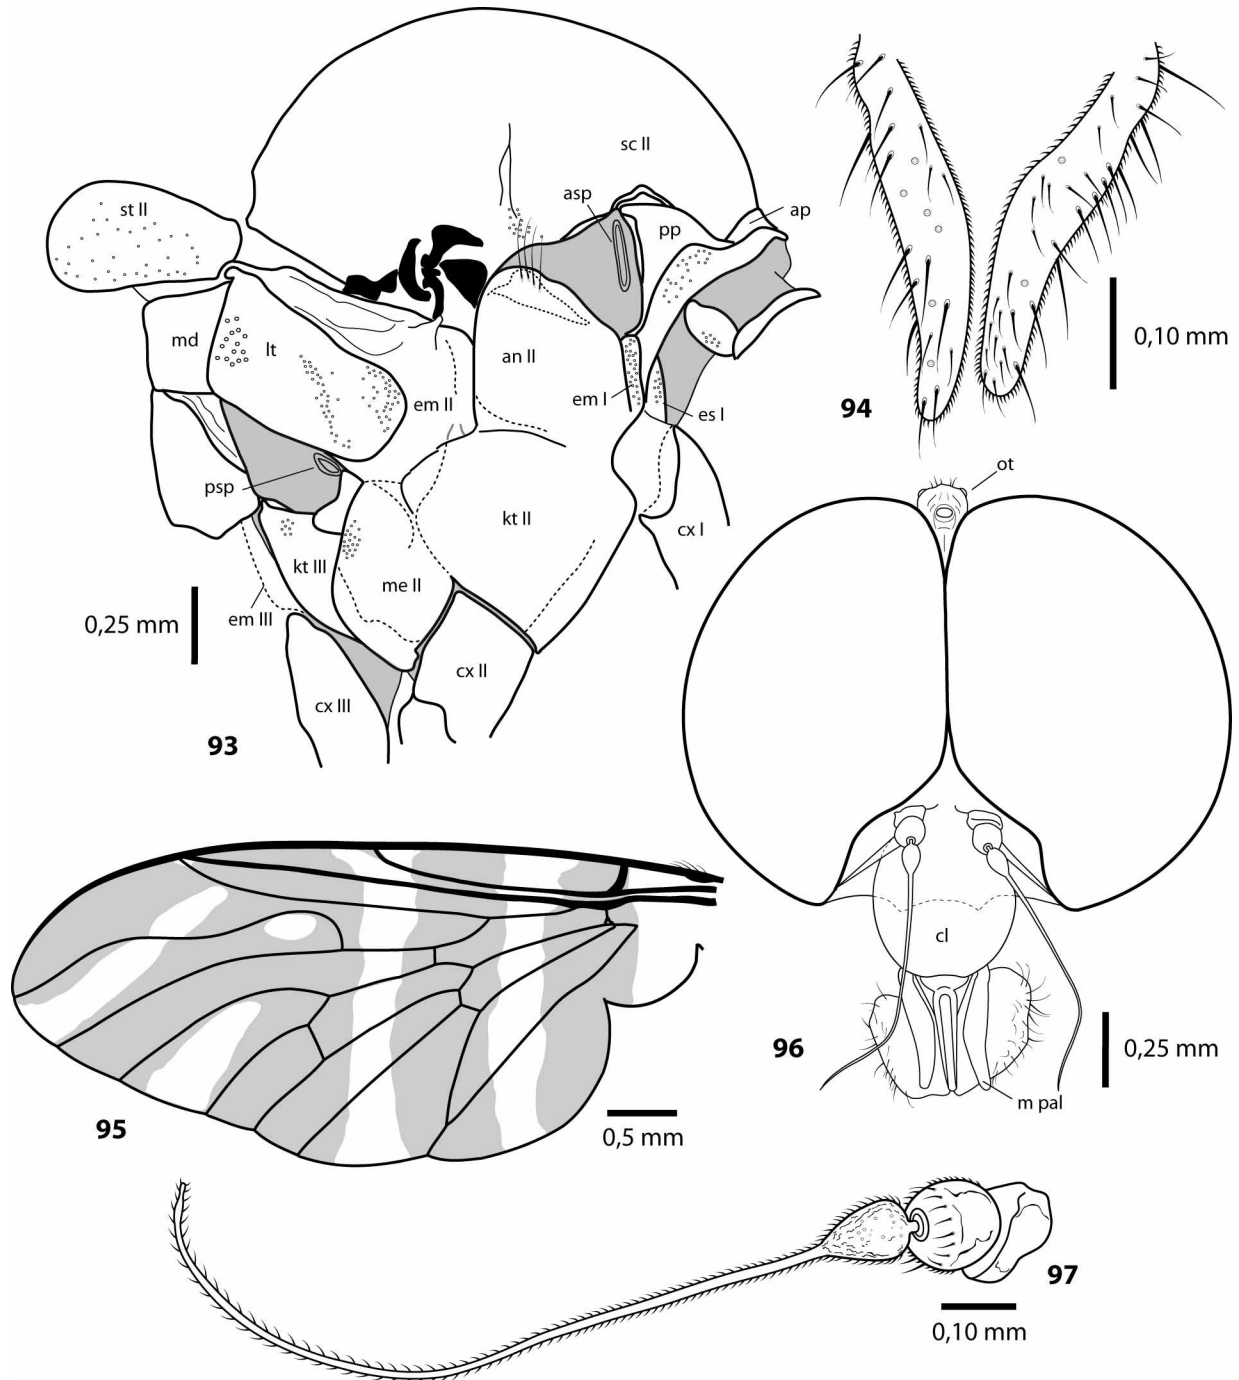 sc II
st II
asp
pp
ap
md
lt
an II
em II
em I
es I
psp
kt II
cx I
kt III
me II
em III
0,25 mm
cx II
cx III
93
0,10 mm
94
ot
cl
96
0,25 mm
m pal
95
0,5 mm
97
0,10 mm